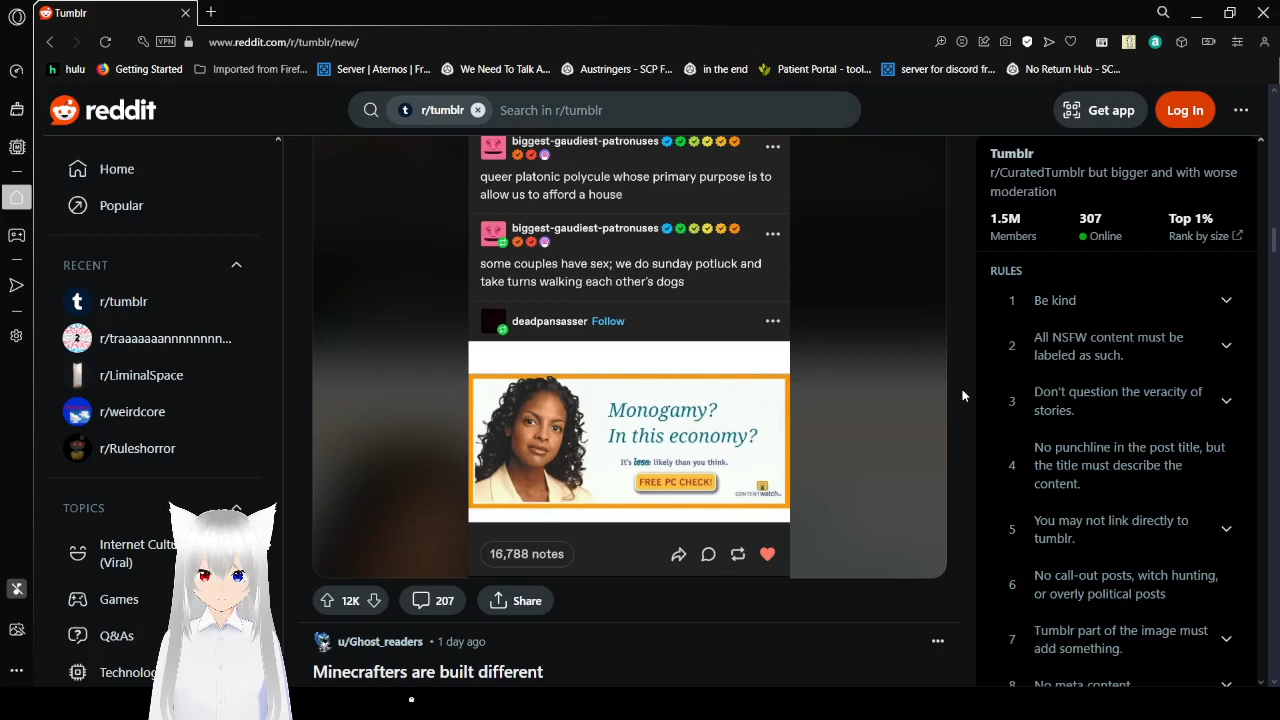 Tumblr
VPN
www.reddit.com/r/tumblr/new/
hulu
Getting Started
Imported from Firef...
Server | Aternos | Fr...
We Need To Talk A...
Austringers - SCP F...
in the end
Patient Portal - tool...
server for discord fr...
No Return Hub - SC...
reddit
r/tumblr
Search in r/tumblr
Get app
Log In
Home
Popular
RECENT
r/tumblr
r/traaaaaaannnnnnnn...
r/LiminalSpace
r/weirdcore
r/Ruleshorror
TOPICS
Internet Cultu
(Viral)
Games
Q&As
Technolog
biggest-gaudiest-patronuses
queer platonic polycule whose primary purpose is to
allow us to afford a house
biggest-gaudiest-patronuses
some couples have sex; we do sunday potluck and
take turns walking each other's dogs
deadpansasser Follow
Monogamy?
In this economy?
It's less likely than you think.
FREE PC CHECK!
CONTENTWATCH
16,788 notes
12K
207
Share
u/Ghost_readers • 1 day ago
Minecrafters are built different
Tumblr
r/CuratedTumblr but bigger and with worse
moderation
1.5M 307 Top 1%
Members Online Rank by size
RULES
1 Be kind
2 All NSFW content must be
labeled as such.
3 Don't question the veracity of
stories.
4 No punchline in the post title, but
the title must describe the
content.
5 You may not link directly to
tumblr.
6 No call-out posts, witch hunting,
or overly political posts
7 Tumblr part of the image must
add something.
8 No meta content